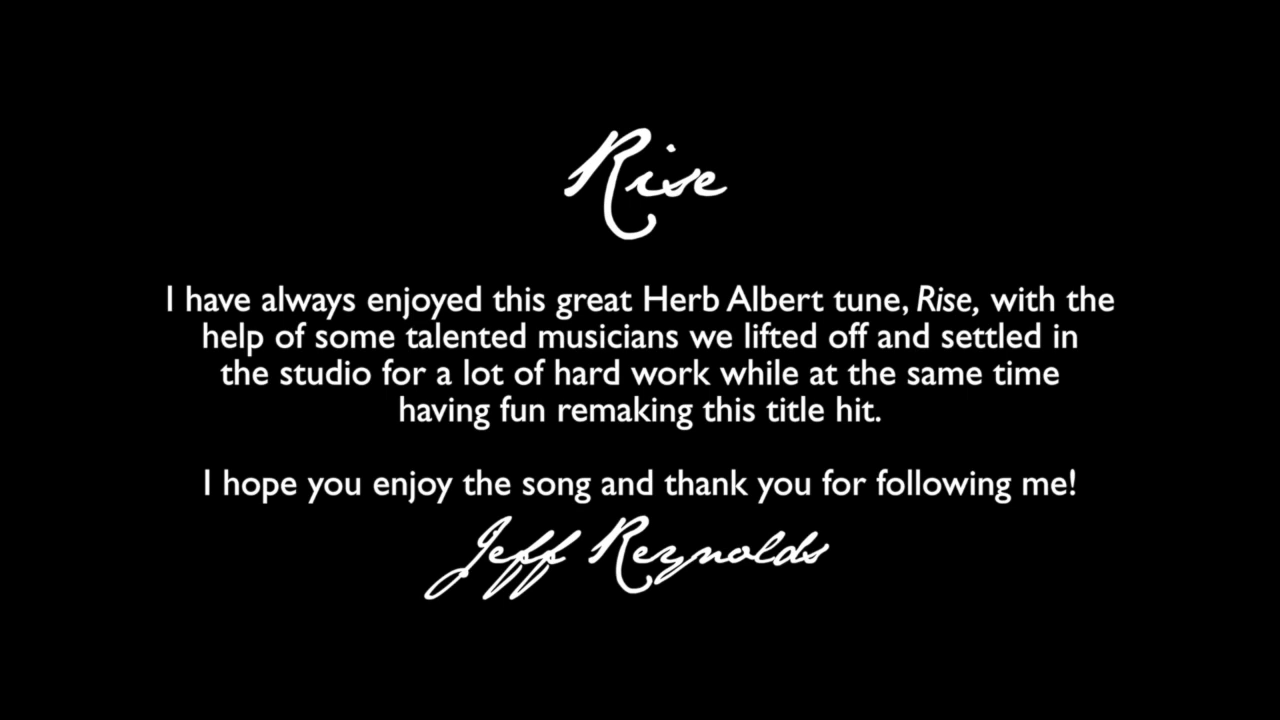 Rise
I have always enjoyed this great Herb Albert tune, Rise, with the
help of some talented musicians we lifted off and settled in
the studio for a lot of hard work while at the same time
having fun remaking this title hit.
I hope you enjoy the song and thank you for following me!
Jeff Reynolds